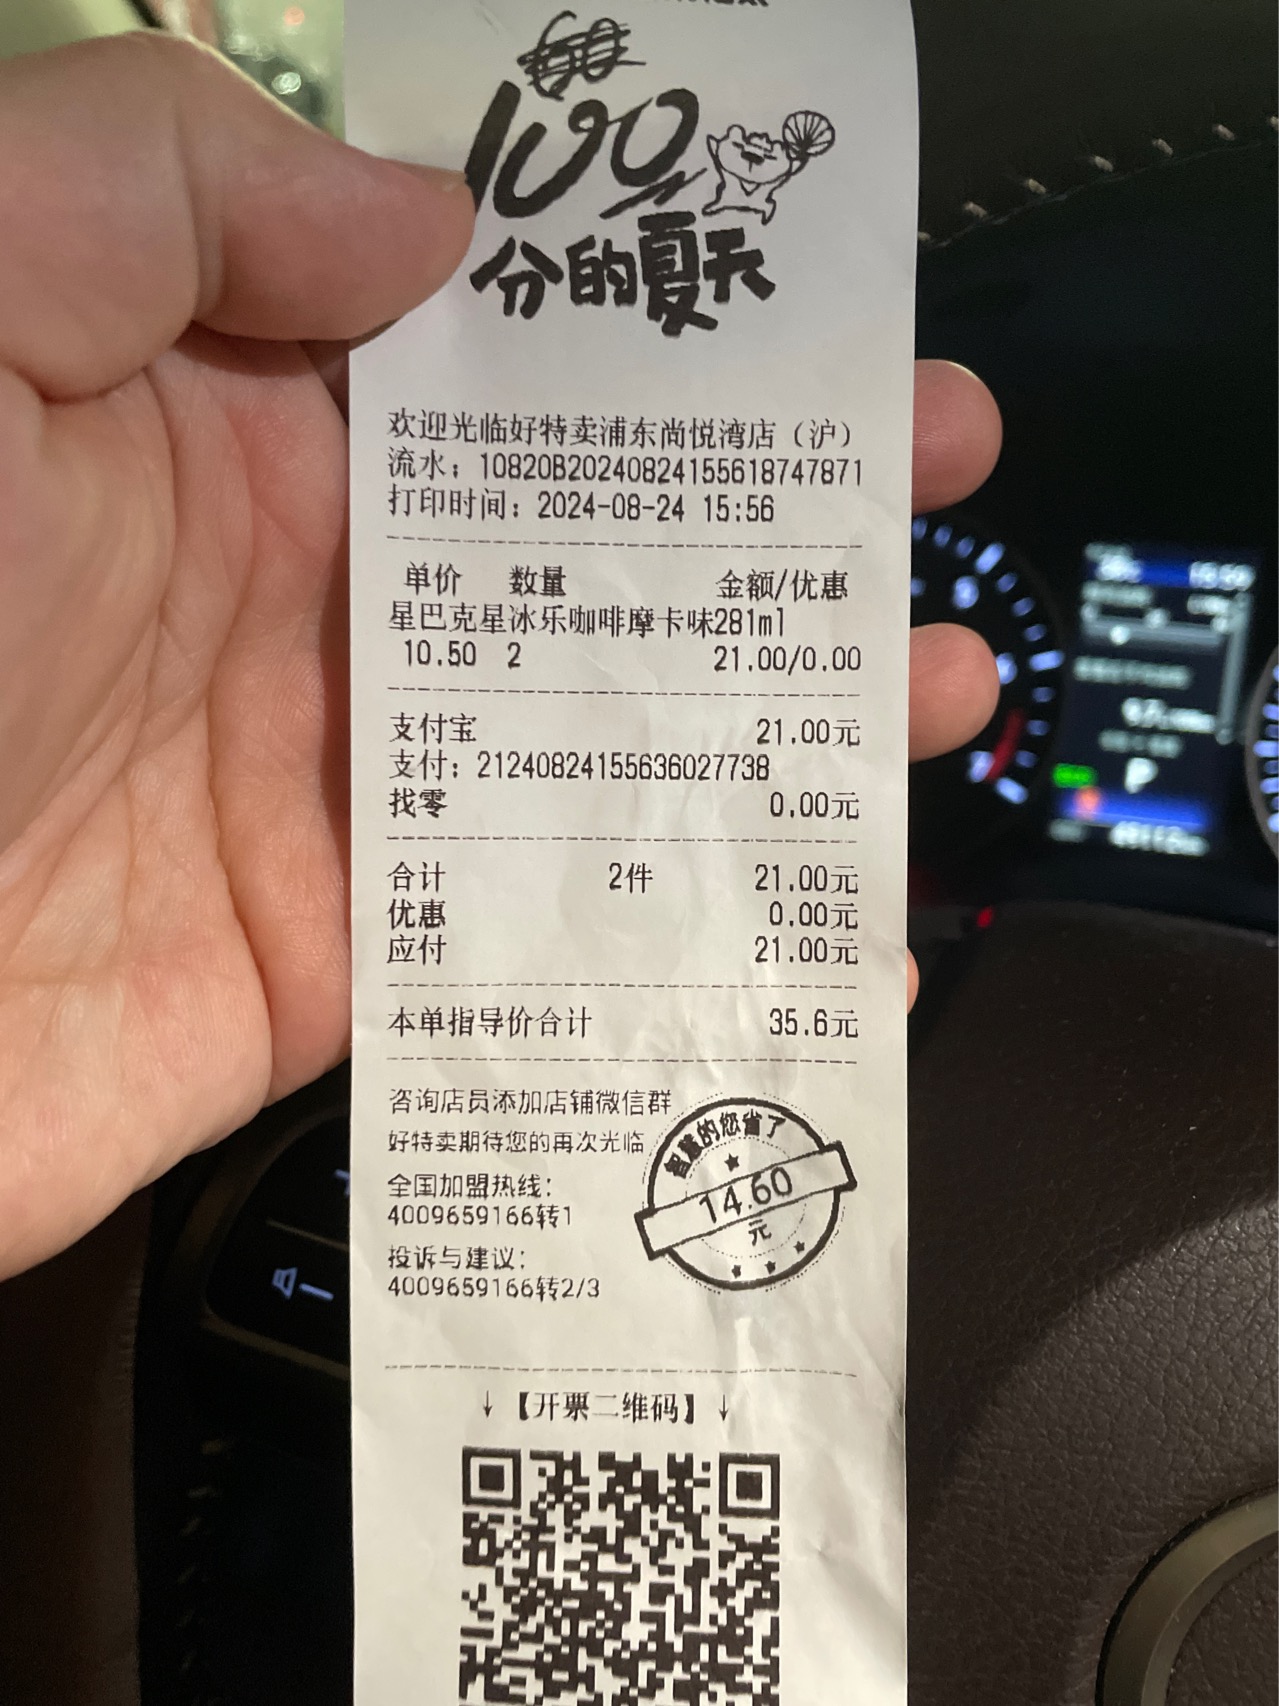 100
分的夏天
欢迎光临好特卖浦东尚悦湾店（沪）
流水：10820B20240824155618747871
打印时间：2024-08-24 15:56
单价 数量 金额/优惠
星巴克星冰乐咖啡摩卡味281ml
10.50 2 21.00/0.00
支付宝 21.00元
支付：21240824155636027738
找零 0.00元
合计 2件 21.00元
优惠 0.00元
应付 21.00元
本单指导价合计 35.6元
咨询店员添加店铺微信群
好特卖期待您的再次光临
全国加盟热线：
4009659166转1
投诉与建议：
4009659166转2/3
智慧的您省了
14.60
元
↓【开票二维码】↓
P